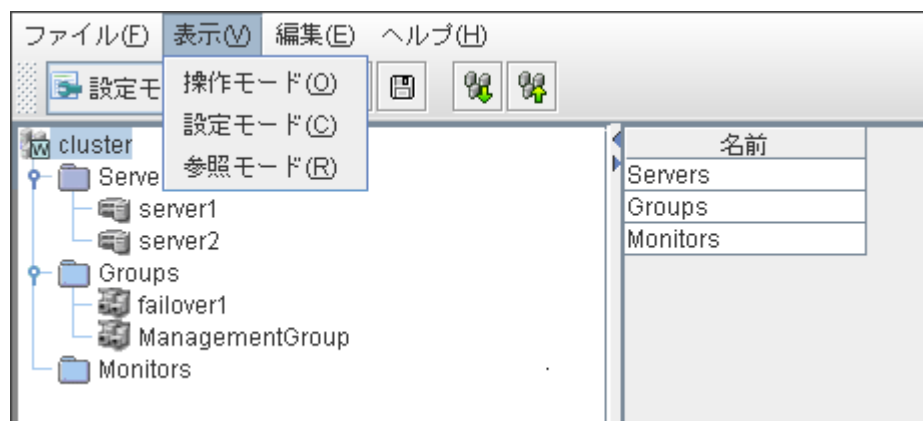 ファイル(F) 表示(V) 編集(E) ヘルプ(H)
設定モ
操作モード(O)
設定モード(C)
参照モード(R)
cluster
Serve
server1
server2
Groups
failover1
ManagementGroup
Monitors
名前
Servers
Groups
Monitors